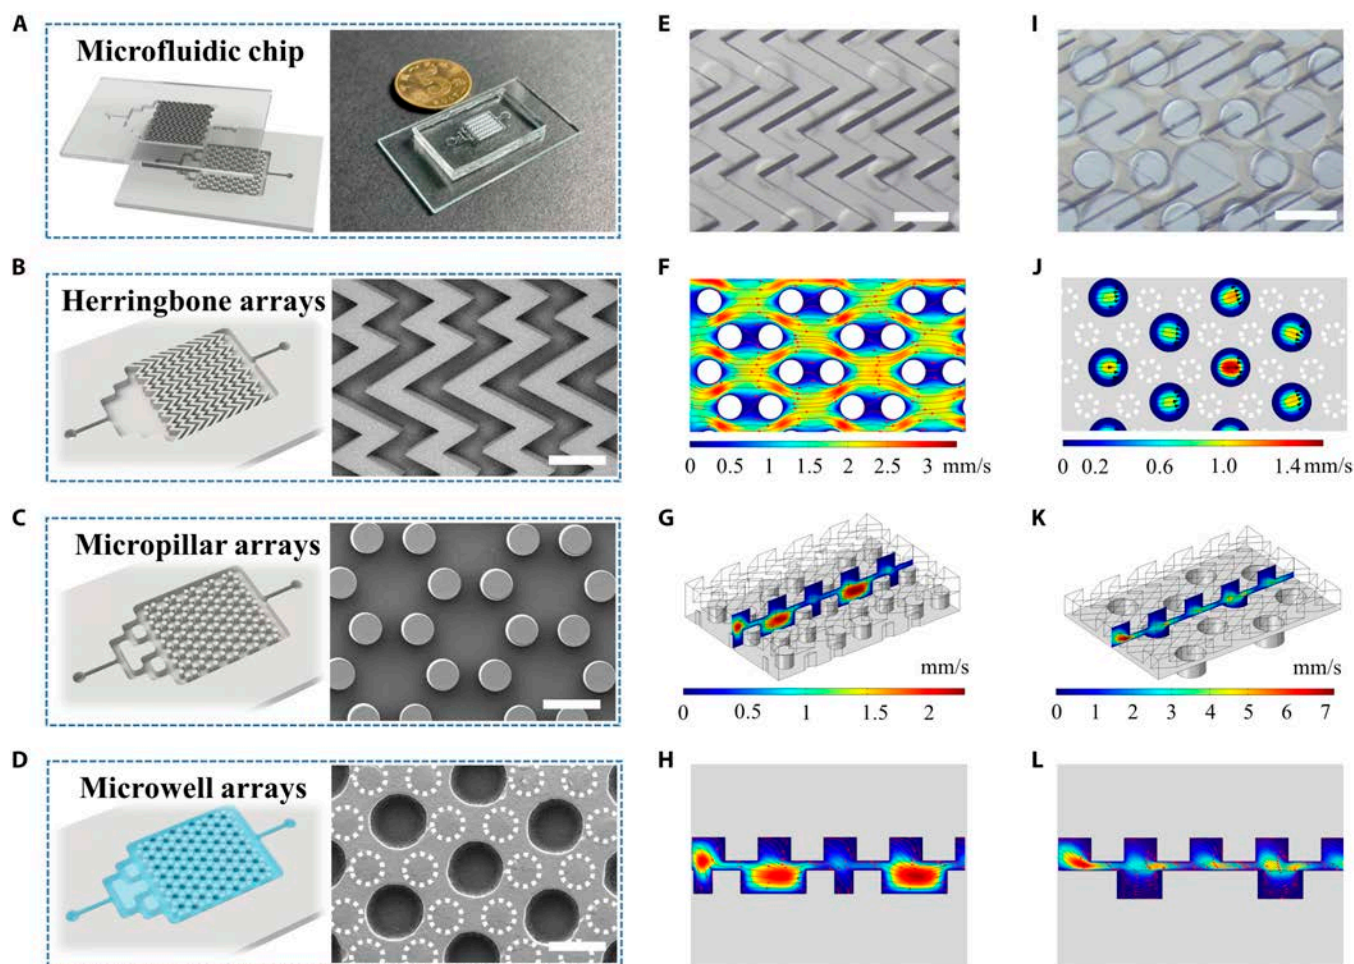 A
Microfluidic chip
B
Herringbone arrays
C
Micropillar arrays
D
Microwell arrays
E
F
0 0.5 1 1.5 2 2.5 3 mm/s
G
mm/s
0 0.5 1 1.5 2
H
I
J
0 0.2 0.6 1.0 1.4 mm/s
K
mm/s
0 1 2 3 4 5 6 7
L